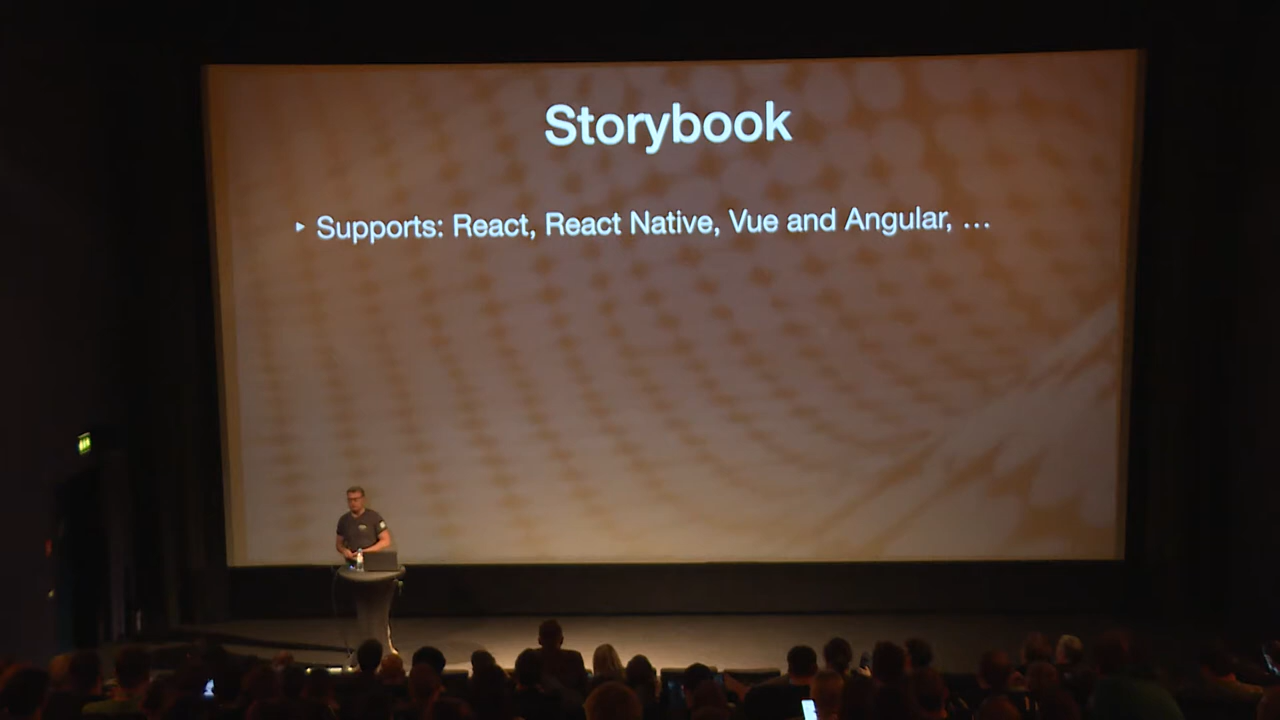 Storybook
‣ Supports: React, React Native, Vue and Angular, …